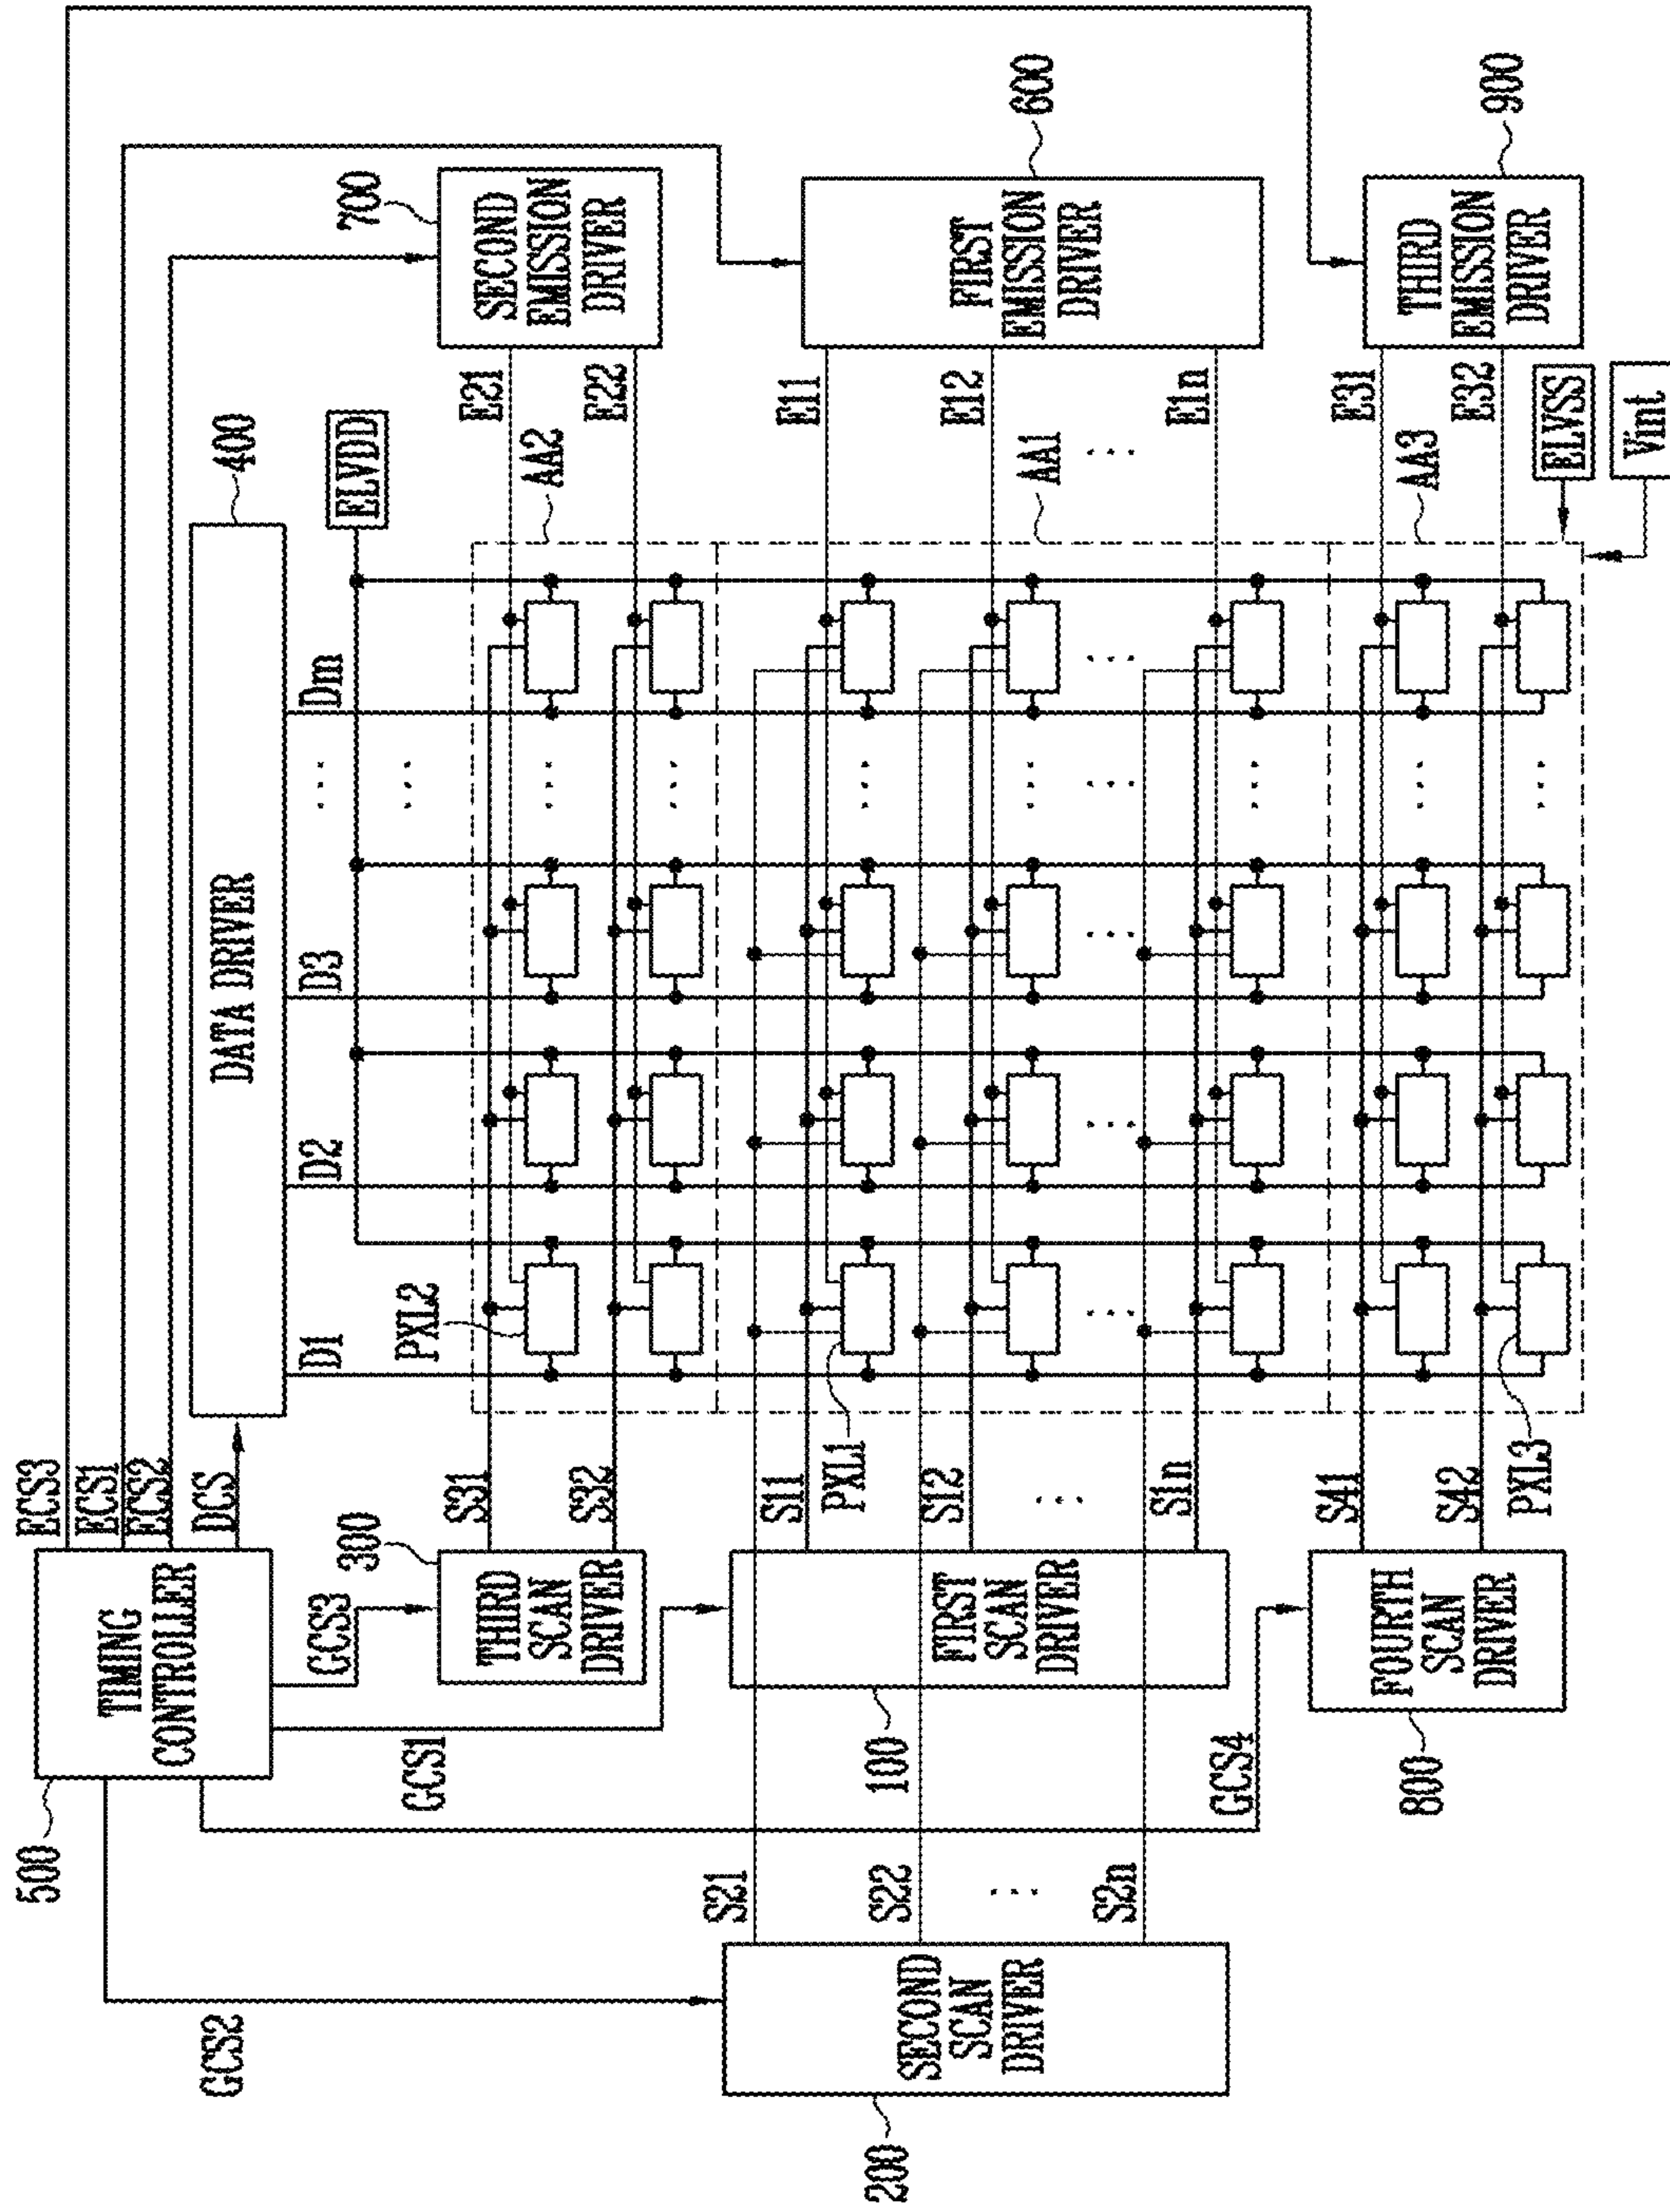 500
TIMING
CONTROLLER
ECS3
ECS1
ECS2
DCS
DATA DRIVER
400
GCS2
GCS3
GCS1
GCS4
D1
D2
D3
...
Dm
ELVDD
...
700
SECOND
EMISSION
DRIVER
300
THIRD
SCAN
DRIVER
S31
S32
PXL2
...
...
E21
E22
AA2
200
SECOND
SCAN
DRIVER
S21
S22
...
S2n
100
FIRST
SCAN
DRIVER
S11
PXL1
S12
...
S1n
...
...
...
...
...
...
...
...
E11
E12
AA1
...
E1n
FIRST
EMISSION
DRIVER
600
800
FOURTH
SCAN
DRIVER
S41
S42
PXL3
...
...
E31
AA3
E32
THIRD
EMISSION
DRIVER
900
ELVSS
Vint